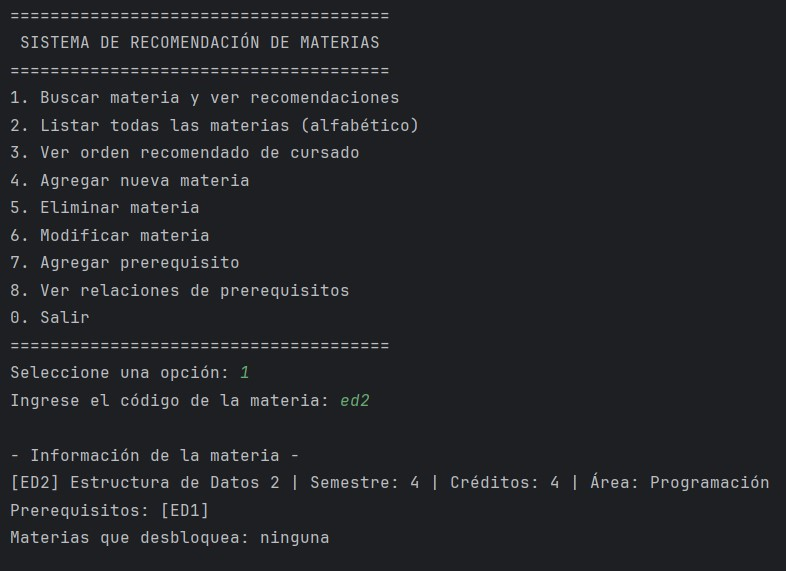 ======================================
SISTEMA DE RECOMENDACIÓN DE MATERIAS
======================================
1. Buscar materia y ver recomendaciones
2. Listar todas las materias (alfabético)
3. Ver orden recomendado de cursado
4. Agregar nueva materia
5. Eliminar materia
6. Modificar materia
7. Agregar prerequisito
8. Ver relaciones de prerequisitos
0. Salir
======================================
Seleccione una opción: 1
Ingrese el código de la materia: ed2
- Información de la materia -
[ED2] Estructura de Datos 2 | Semestre: 4 | Créditos: 4 | Área: Programación
Prerequisitos: [ED1]
Materias que desbloquea: ninguna